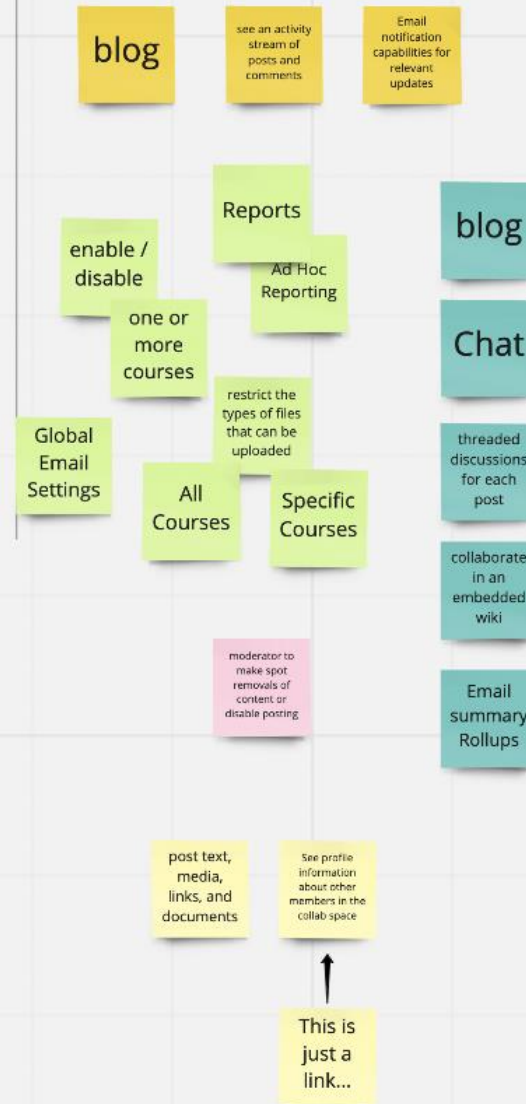 blog
see an activity
stream of
posts and
comments
Email
notification
capabilities for
relevant
updates
Reports
Ad Hoc
Reporting
enable /
disable
one or
more
courses
restrict the
types of files
that can be
uploaded
Global
Email
Settings
All
Courses
Specific
Courses
blog
Chat
threaded
discussions
for each
post
collaborate
in an
embedded
wiki
Email
summary
Rollups
moderator to
make spot
removals of
content or
disable posting
post text,
media,
links, and
documents
See profile
information
about other
members in the
collab space
This is
just a
link...